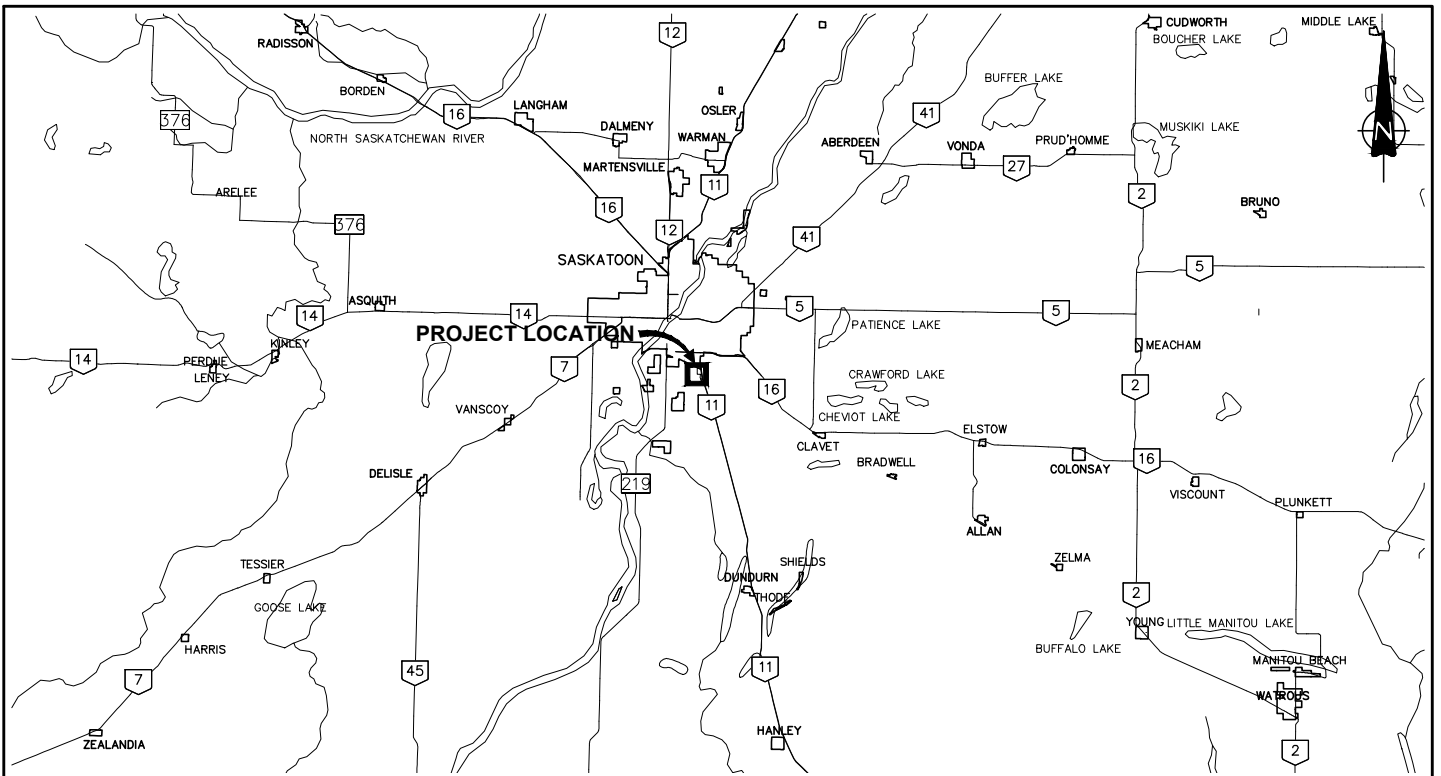 12
CUDWORTH
MIDDLE LAKE
RADISSON
BOUCHER LAKE
BORDEN
BUFFER LAKE
376
16
LANGHAM
OSLER
41
DALMENY
NORTH SASKATCHEWAN RIVER
WARMAN
ABERDEEN
VONDA
PRUD'HOMME
MUSKIKI LAKE
N
MARTENSVILLE
27
11
ARELEE
2
BRUNO
376
16
12
41
SASKATOON
5
ASQUITH
14
14
5
5
PROJECT LOCATION
PATIENCE LAKE
KINLEY
MEACHAM
14
PERDUE
LENEY
7
CRAWFORD LAKE
16
2
VANSCOY
11
CHEVIOT LAKE
ELSTOW
CLAVET
BRADWELL
COLONSAY
16
DELISLE
219
VISCOUNT
PLUNKETT
ALLAN
TESSIER
SHIELDS
ZELMA
DUNDURN
THODE
2
GOOSE LAKE
YOUNG
LITTLE MANITOU LAKE
HARRIS
BUFFALO LAKE
MANITOU BEACH
45
11
7
WATROUS
HANLEY
ZEALANDIA
2